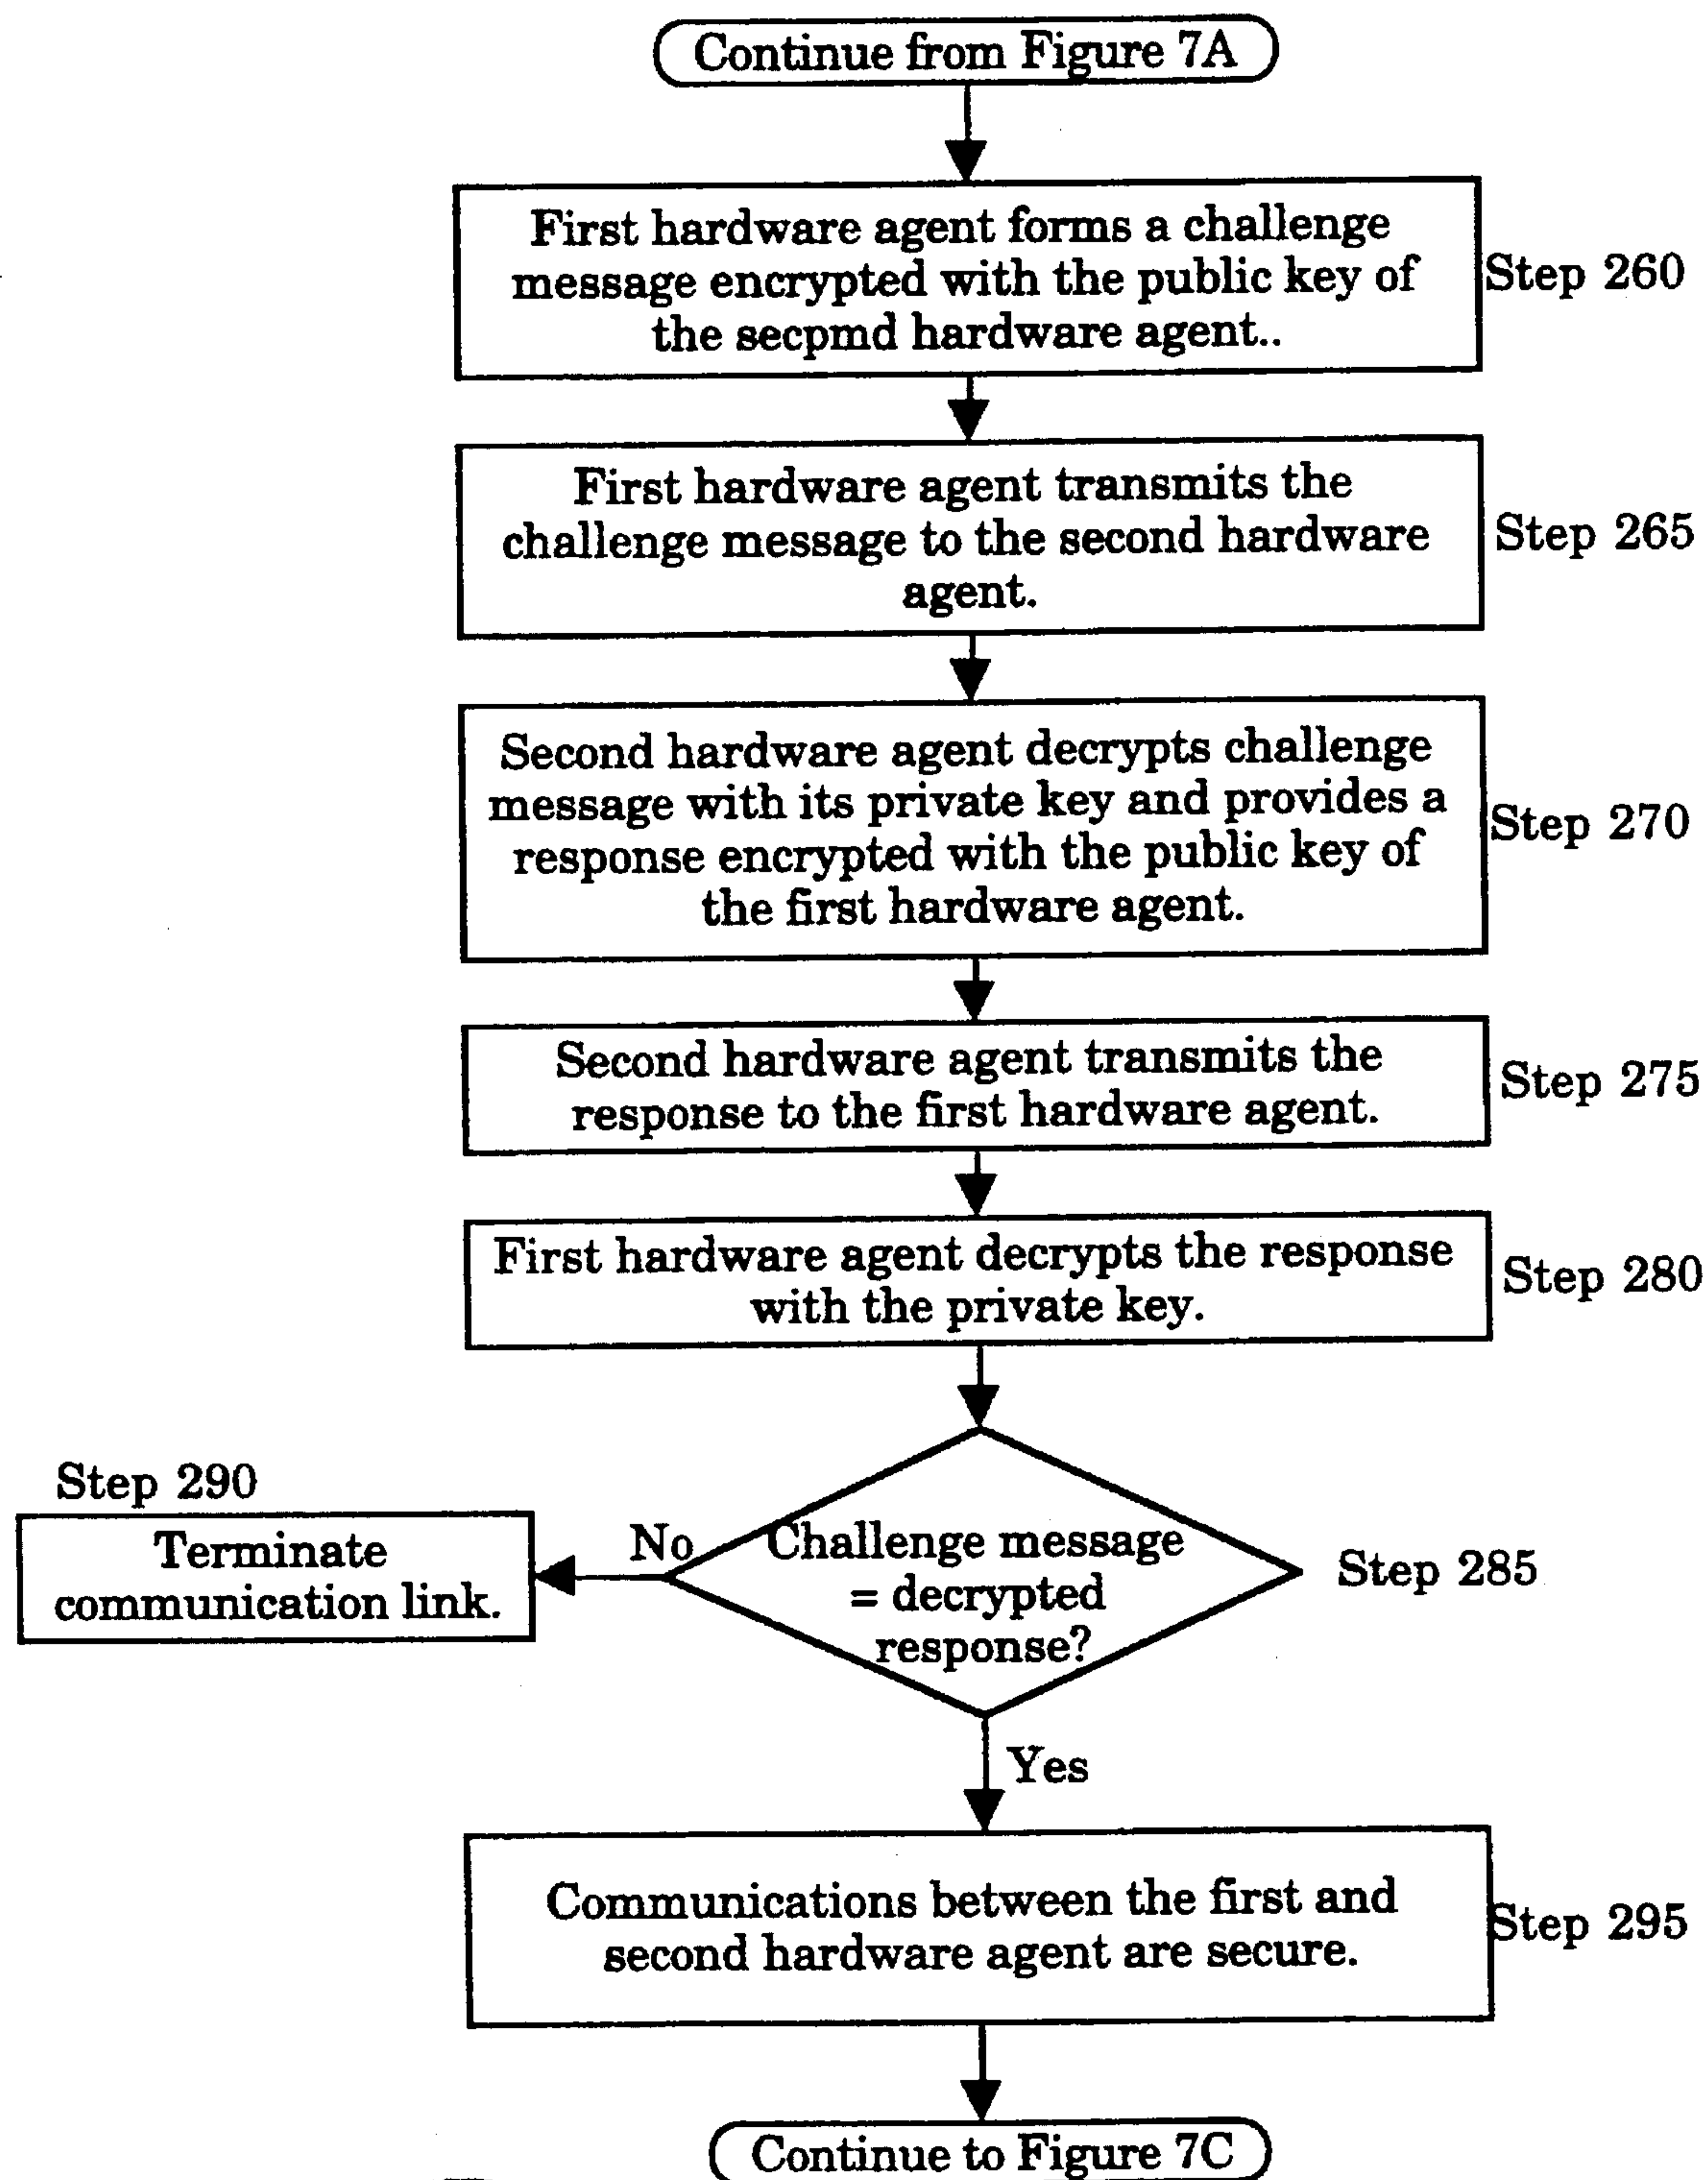 Continue from Figure 7A
First hardware agent forms a challenge
message encrypted with the public key of
the secpmd hardware agent..
Step 260
First hardware agent transmits the
challenge message to the second hardware
agent.
Step 265
Second hardware agent decrypts challenge
message with its private key and provides a
response encrypted with the public key of
the first hardware agent.
Step 270
Second hardware agent transmits the
response to the first hardware agent.
Step 275
First hardware agent decrypts the response
with the private key.
Step 280
Step 290
Terminate
communication link.
No
Challenge message
= decrypted
response?
Step 285
Yes
Communications between the first and
second hardware agent are secure.
Step 295
Continue to Figure 7C